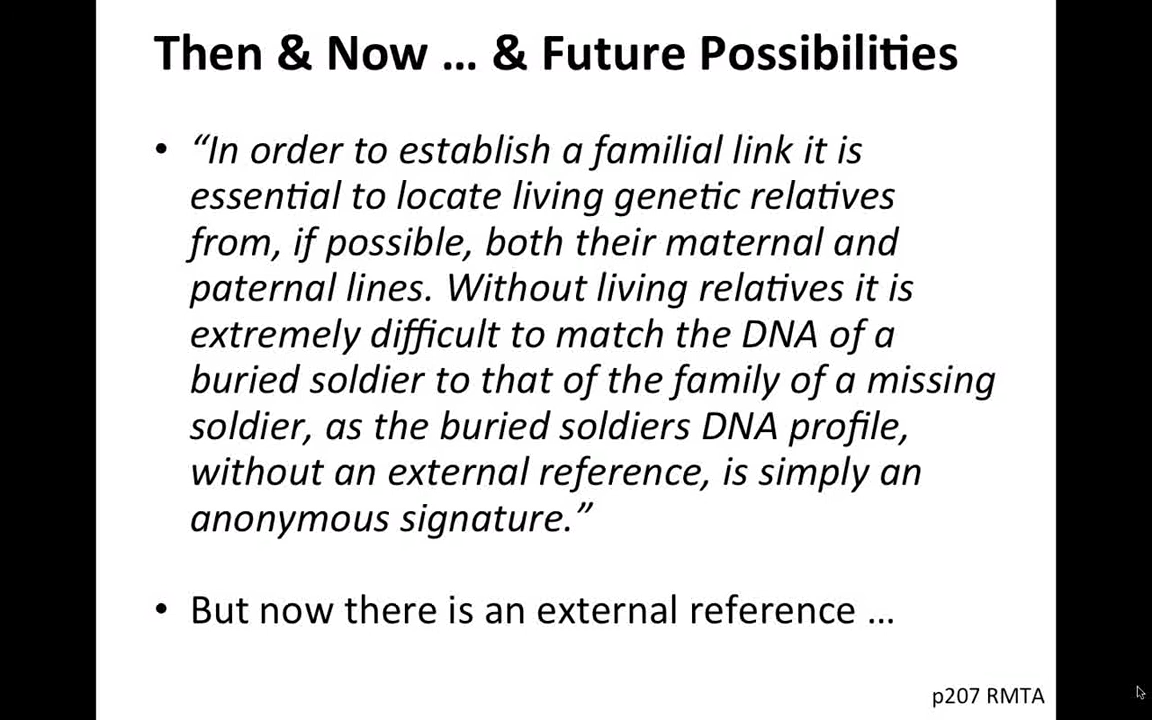 Then & Now … & Future Possibilities
• “In order to establish a familial link it is
essential to locate living genetic relatives
from, if possible, both their maternal and
paternal lines. Without living relatives it is
extremely difficult to match the DNA of a
buried soldier to that of the family of a missing
soldier, as the buried soldiers DNA profile,
without an external reference, is simply an
anonymous signature.”
• But now there is an external reference …
p207 RMTA